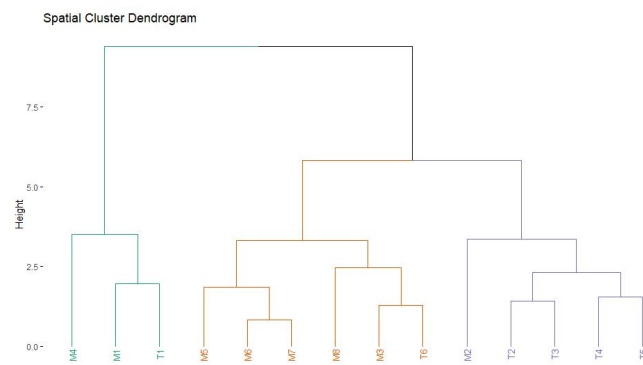 Spatial Cluster Dendrogram
7.5
5.0
2.5
0.0
Height
M4
M1
T1
M5
M6
M7
M8
M3
T6
M2
T2
T3
T4